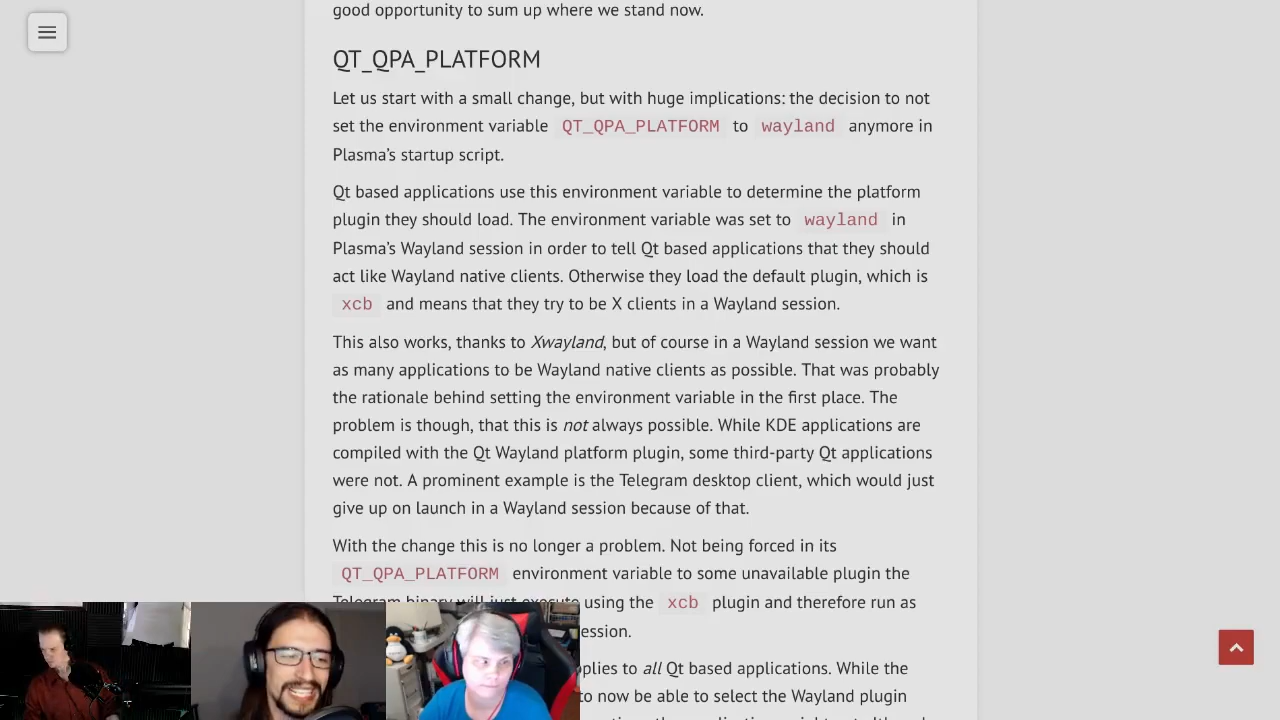 good opportunity to sum up where we stand now.
QT_QPA_PLATFORM
Let us start with a small change, but with huge implications: the decision to not
set the environment variable QT_QPA_PLATFORM to wayland anymore in
Plasma’s startup script.
Qt based applications use this environment variable to determine the platform
plugin they should load. The environment variable was set to wayland in
Plasma’s Wayland session in order to tell Qt based applications that they should
act like Wayland native clients. Otherwise they load the default plugin, which is
xcb and means that they try to be X clients in a Wayland session.
This also works, thanks to Xwayland, but of course in a Wayland session we want
as many applications to be Wayland native clients as possible. That was probably
the rationale behind setting the environment variable in the first place. The
problem is though, that this is not always possible. While KDE applications are
compiled with the Qt Wayland platform plugin, some third-party Qt applications
were not. A prominent example is the Telegram desktop client, which would just
give up on launch in a Wayland session because of that.
With the change this is no longer a problem. Not being forced in its
QT_QPA_PLATFORM environment variable to some unavailable plugin the
Telegram binary will just execute using the xcb plugin and therefore run as
ession.
plies to all Qt based applications. While the
to now be able to select the Wayland plugin